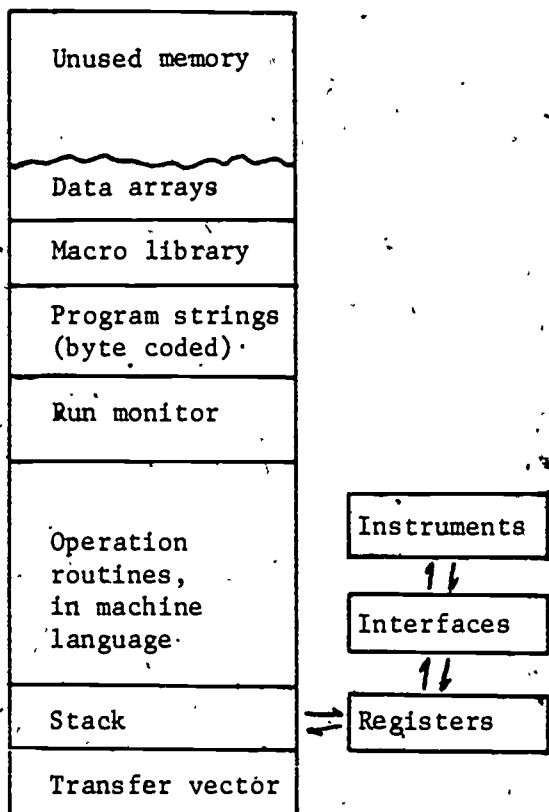 Unused memory
Data arrays
Macro library
Program strings
(byte coded)
Run monitor
Operation
routines,
in machine
language
Stack
Transfer vector
Instruments
Interfaces
Registers